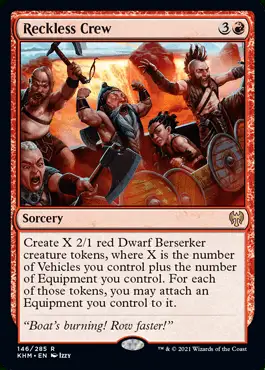 Reckless Crew 3
Sorcery
Create X 2/1 red Dwarf Berserker
creature tokens, where X is the
number of Vehicles you control plus the
number of Equipment you control. For each
of those tokens, you may attach an
Equipment you control to it.
“Boat’s burning! Row faster!”
146/285 R
KHM • EN Izzy
™ & © 2021 Wizards of the Coast